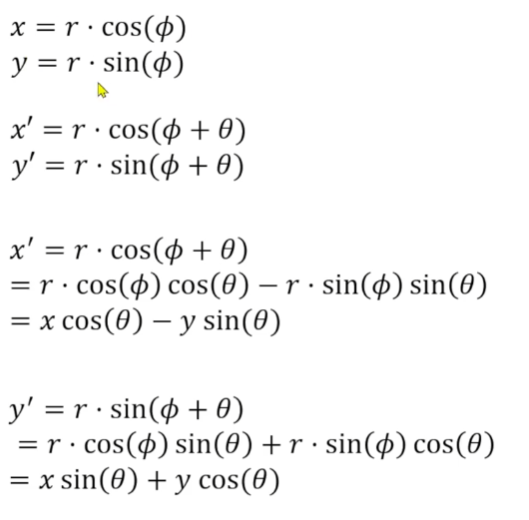 x = r · cos(ϕ)
y = r · sin(ϕ)
x′ = r · cos(ϕ + θ)
y′ = r · sin(ϕ + θ)
x′ = r · cos(ϕ + θ)
= r · cos(ϕ) cos(θ) − r · sin(ϕ) sin(θ)
= x cos(θ) − y sin(θ)
y′ = r · sin(ϕ + θ)
= r · cos(ϕ) sin(θ) + r · sin(ϕ) cos(θ)
= x sin(θ) + y cos(θ)